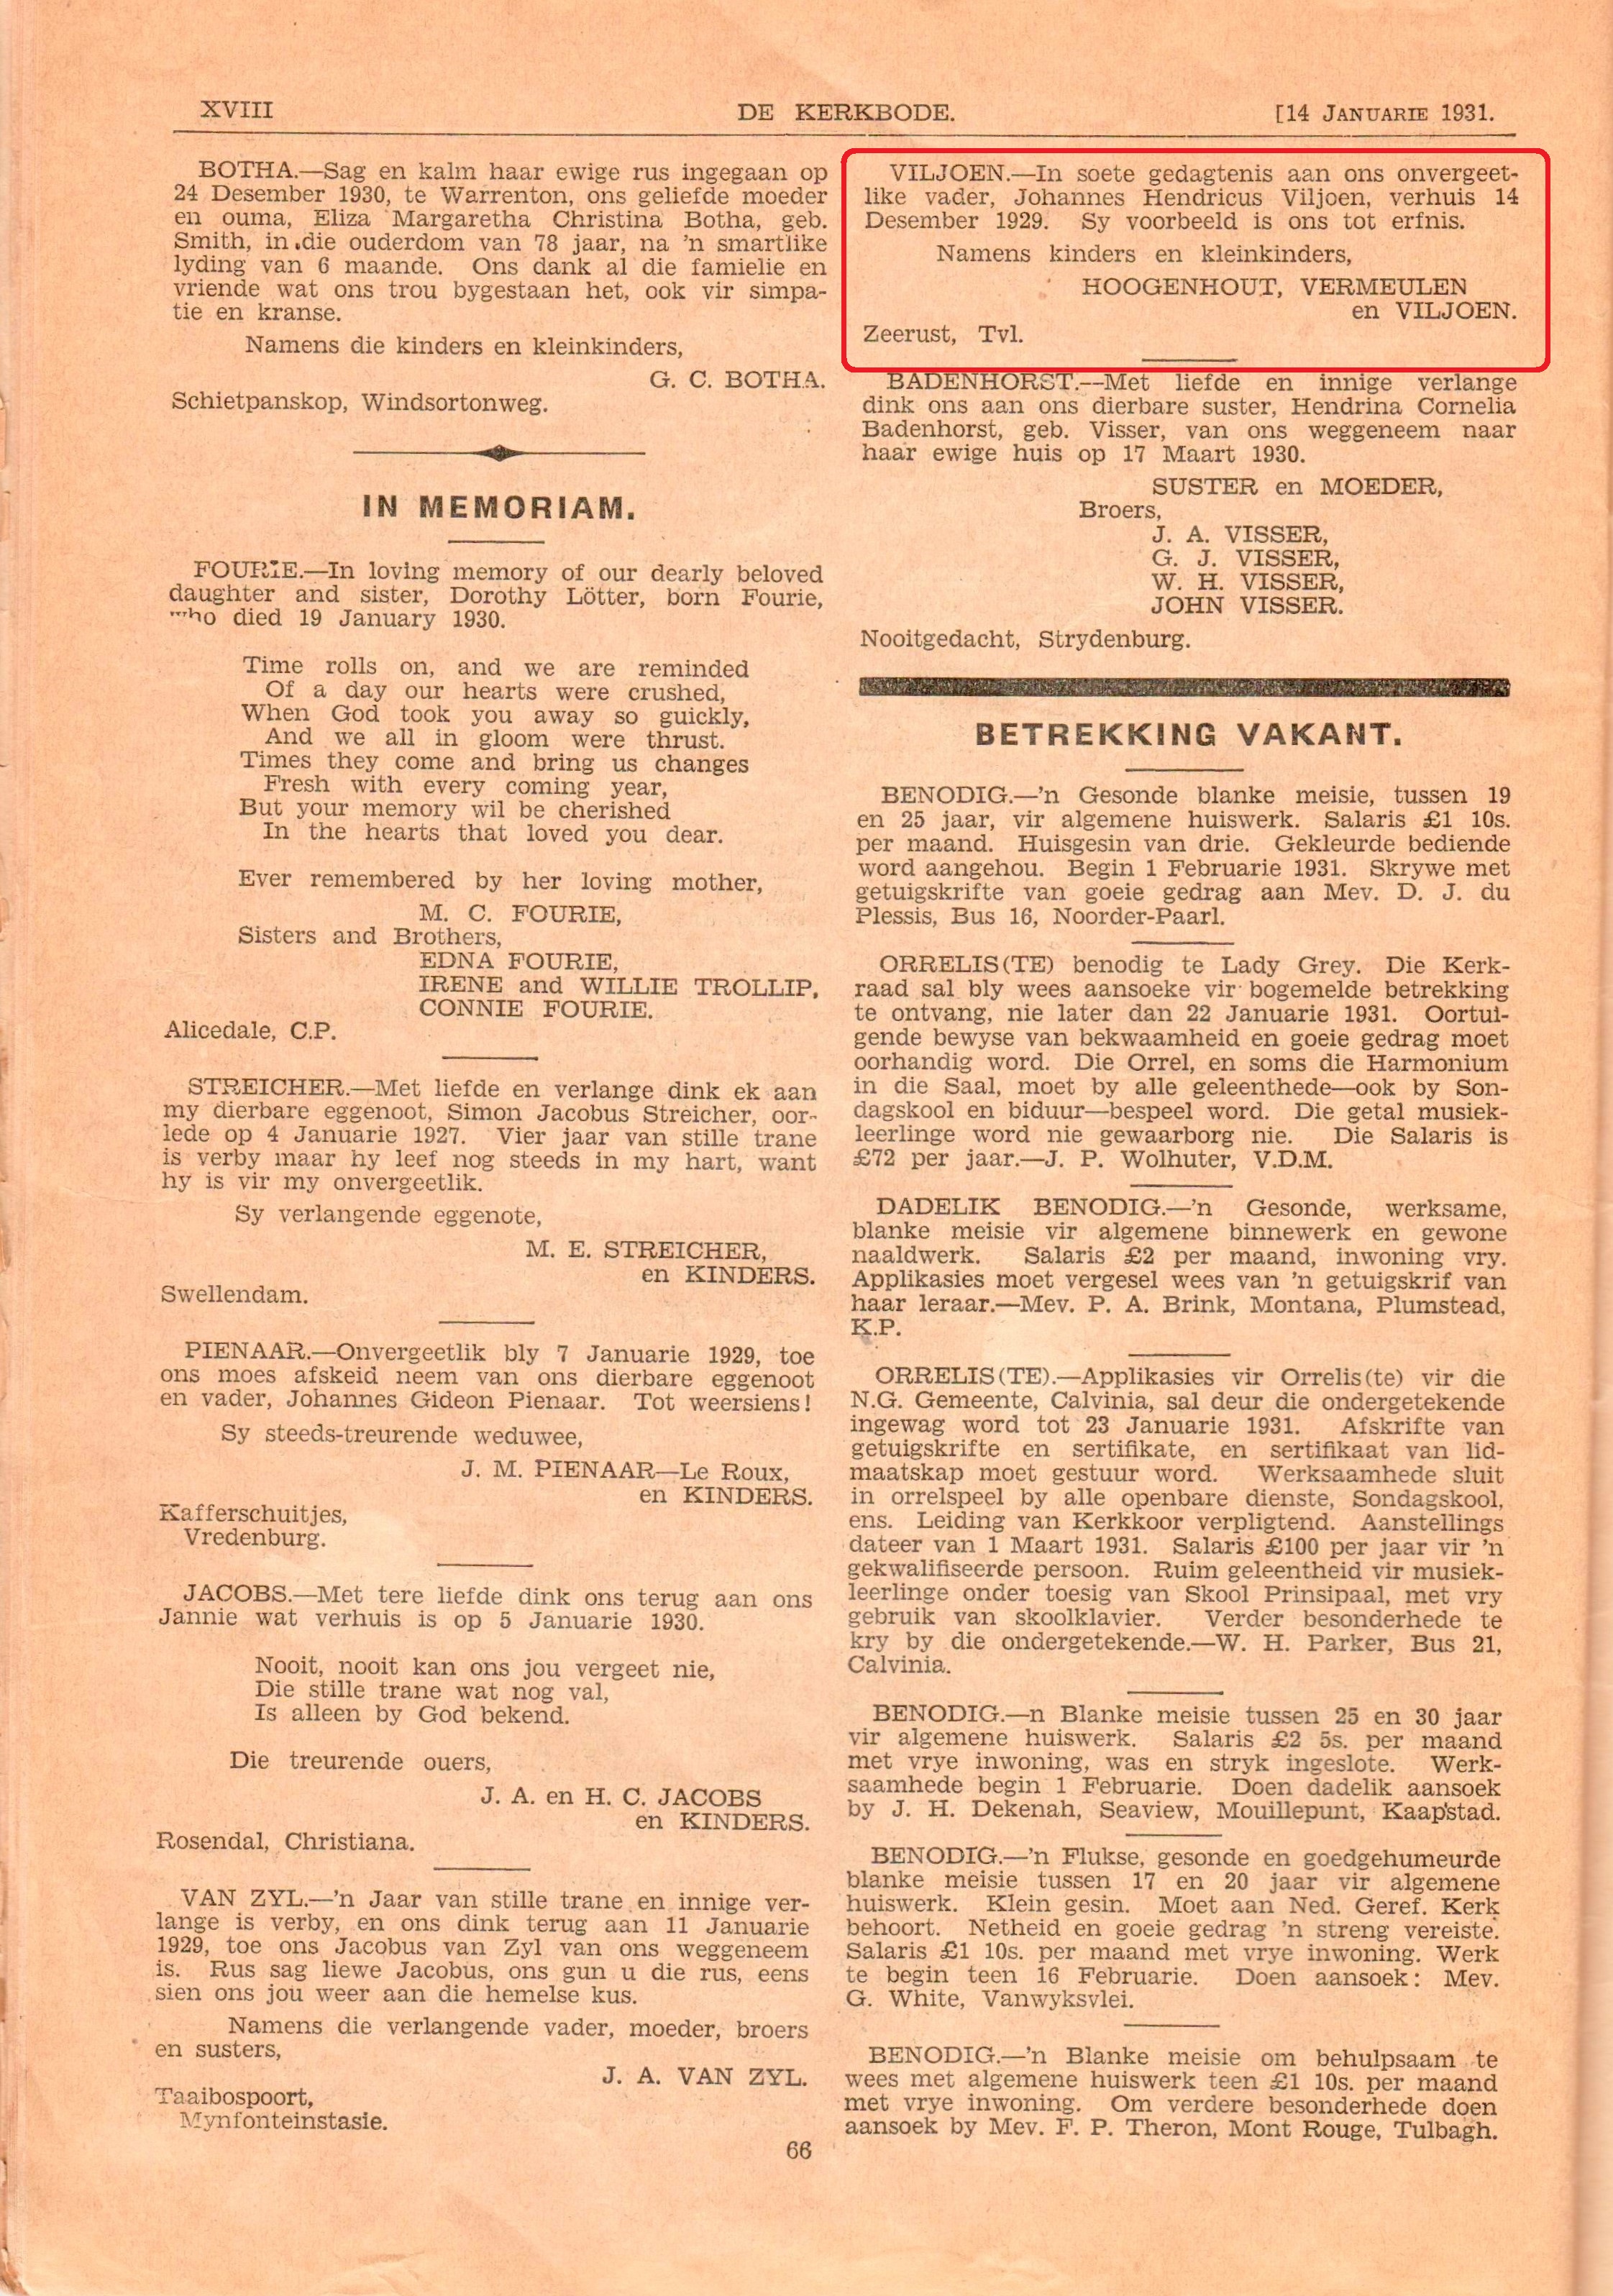 XVIII
DE KERKBODE.
[14 JANUARIE 1931.
BOTHA.—Sag en kalm haar ewige rus ingegaan op
24 Desember 1930, te Warrenton, ons geliefde moeder
en ouma, Eliza Margaretha Christina Botha, geb.
Smith, in die ouderdom van 78 jaar, na 'n smartlike
lyding van 6 maande. Ons dank al die famielie en
vriende wat ons trou bygestaan het, ook vir simpa-
tie en kranse.
Namens die kinders en kleinkinders,
G. C. BOTHA.
Schietpanskop, Windsortonweg.
IN MEMORIAM.
FOURIE.—In loving memory of our dearly beloved
daughter and sister, Dorothy Lötter, born Fourie,
who died 19 January 1930.
Time rolls on, and we are reminded
Of a day our hearts were crushed,
When God took you away so guickly,
And we all in gloom were thrust.
Times they come and bring us changes
Fresh with every coming year,
But your memory wil be cherished
In the hearts that loved you dear.
Ever remembered by her loving mother,
M. C. FOURIE,
Sisters and Brothers,
EDNA FOURIE,
IRENE and WILLIE TROLLIP,
CONNIE FOURIE.
Alicedale, C.P.
STREICHER.—Met liefde en verlange dink ek aan
my dierbare eggenoot, Simon Jacobus Streicher, oor-
lede op 4 Januarie 1927. Vier jaar van stille trane
is verby maar hy leef nog steeds in my hart, want
hy is vir my onvergeetlik.
Sy verlangende eggenote,
M. E. STREICHER,
en KINDERS.
Swellendam.
PIENAAR.—Onvergeetlik bly 7 Januarie 1929, toe
ons moes afskeid neem van ons dierbare eggenoot
en vader, Johannes Gideon Pienaar. Tot weersiens!
Sy steeds-treurende weduwee,
J. M. PIENAAR—Le Roux,
en KINDERS.
Kafferschuitjes,
Vredenburg.
JACOBS.—Met tere liefde dink ons terug aan ons
Jannie wat verhuis is op 5 Januarie 1930.
Nooit, nooit kan ons jou vergeet nie,
Die stille trane wat nog val,
Is alleen by God bekend.
Die treurende ouers,
J. A. en H. C. JACOBS
en KINDERS.
Rosendal, Christiana.
VAN ZYL.—'n Jaar van stille trane en innige ver-
lange is verby, en ons dink terug aan 11 Januarie
1929, toe ons Jacobus van Zyl van ons weggeneem
is. Rus sag liewe Jacobus, ons gun u die rus, eens
sien ons jou weer aan die hemelse kus.
Namens die verlangende vader, moeder, broers
en susters,
J. A. VAN ZYL.
Taaibospoort,
Mynfonteinstasie.
VILJOEN.—In soete gedagtenis aan ons onvergeet-
like vader, Johannes Hendricus Viljoen, verhuis 14
Desember 1929. Sy voorbeeld is ons tot erfnis.
Namens kinders en kleinkinders,
HOOGENHOUT, VERMEULEN
en VILJOEN.
Zeerust, Tvl.
BADENHORST.—Met liefde en innige verlange
dink ons aan ons dierbare suster, Hendrina Cornelia
Badenhorst, geb. Visser, van ons weggeneem naar
haar ewige huis op 17 Maart 1930.
SUSTER en MOEDER,
Broers,
J. A. VISSER,
G. J. VISSER,
W. H. VISSER,
JOHN VISSER.
Nooitgedacht, Strydenburg.
BETREKKING VAKANT.
BENODIG.—'n Gesonde blanke meisie, tussen 19
en 25 jaar, vir algemene huiswerk. Salaris £1 10s.
per maand. Huisgesin van drie. Gekleurde bediende
word aangehou. Begin 1 Februarie 1931. Skrywe met
getuigskrifte van goeie gedrag aan Mev. D. J. du
Plessis, Bus 16, Noorder-Paarl.
ORRELIS(TE) benodig te Lady Grey. Die Kerk-
raad sal bly wees aansoeke vir bogemelde betrekking
te ontvang, nie later dan 22 Januarie 1931. Oortui-
gende bewyse van bekwaamheid en goeie gedrag moet
oorhandig word. Die Orrel, en soms die Harmonium
in die Saal, moet by alle geleenthede—ook by Son-
dagskool en biduur—bespeel word. Die getal musiek-
leerlinge word nie gewaarborg nie. Die Salaris is
£72 per jaar.—J. P. Wolhuter, V.D.M.
DADELIK BENODIG.—'n Gesonde, werksame,
blanke meisie vir algemene binnewerk en gewone
naaldwerk. Salaris £2 per maand, inwoning vry.
Applikasies moet vergesel wees van 'n getuigskrif van
haar leraar.—Mev. P. A. Brink, Montana, Plumstead,
K.P.
ORRELIS(TE).—Applikasies vir Orrelis(te) vir die
N.G. Gemeente, Calvinia, sal deur die ondergetekende
ingewag word tot 23 Januarie 1931. Afskrifte van
getuigskrifte en sertifikate, en sertifikaat van lid-
maatskap moet gestuur word. Werksaamhede sluit
in orrelspeel by alle openbare dienste, Sondagskool,
ens. Leiding van Kerkkoor verpligtend. Aanstellings
dateer van 1 Maart 1931. Salaris £100 per jaar vir 'n
gekwalifiseerde persoon. Ruim geleentheid vir musiek-
leerlinge onder toesig van Skool Prinsipaal, met vry
gebruik van skoolklavier. Verder besonderhede te
kry by die ondergetekende.—W. H. Parker, Bus 21,
Calvinia.
BENODIG.—n Blanke meisie tussen 25 en 30 jaar
vir algemene huiswerk. Salaris £2 5s. per maand
met vrye inwoning, was en stryk ingeslote. Werk-
saamhede begin 1 Februarie. Doen dadelik aansoek
by J. H. Dekenah, Seaview, Mouillepunt, Kaapstad.
BENODIG.—'n Flukse, gesonde en goedgehumeurde
blanke meisie tussen 17 en 20 jaar vir algemene
huiswerk. Klein gesin. Moet aan Ned. Geref. Kerk
behoort. Netheid en goeie gedrag 'n streng vereiste.
Salaris £1 10s. per maand met vrye inwoning. Werk
te begin teen 16 Februarie. Doen aansoek: Mev.
G. White, Vanwyksvlei.
BENODIG.—'n Blanke meisie om behulpsaam te
wees met algemene huiswerk teen £1 10s. per maand
met vrye inwoning. Om verdere besonderhede doen
aansoek by Mev. F. P. Theron, Mont Rouge, Tulbagh.
66